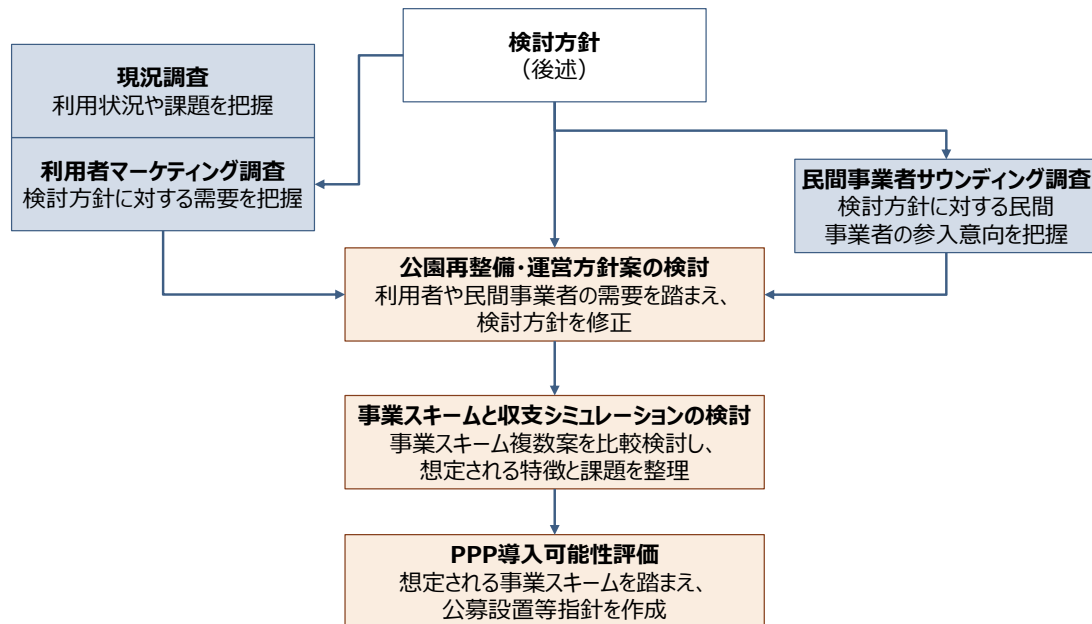 検討方針
（後述）
現況調査
利用状況や課題を把握
利用者マーケティング調査
検討方針に対する需要を把握
民間事業者サウンディング調査
検討方針に対する民間
事業者の参入意向を把握
公園再整備・運営方針案の検討
利用者や民間事業者の需要を踏まえ、
検討方針を修正
事業スキームと収支シミュレーションの検討
事業スキーム複数案を比較検討し、
想定される特徴と課題を整理
PPP導入可能性評価
想定される事業スキームを踏まえ、
公募設置等指針を作成